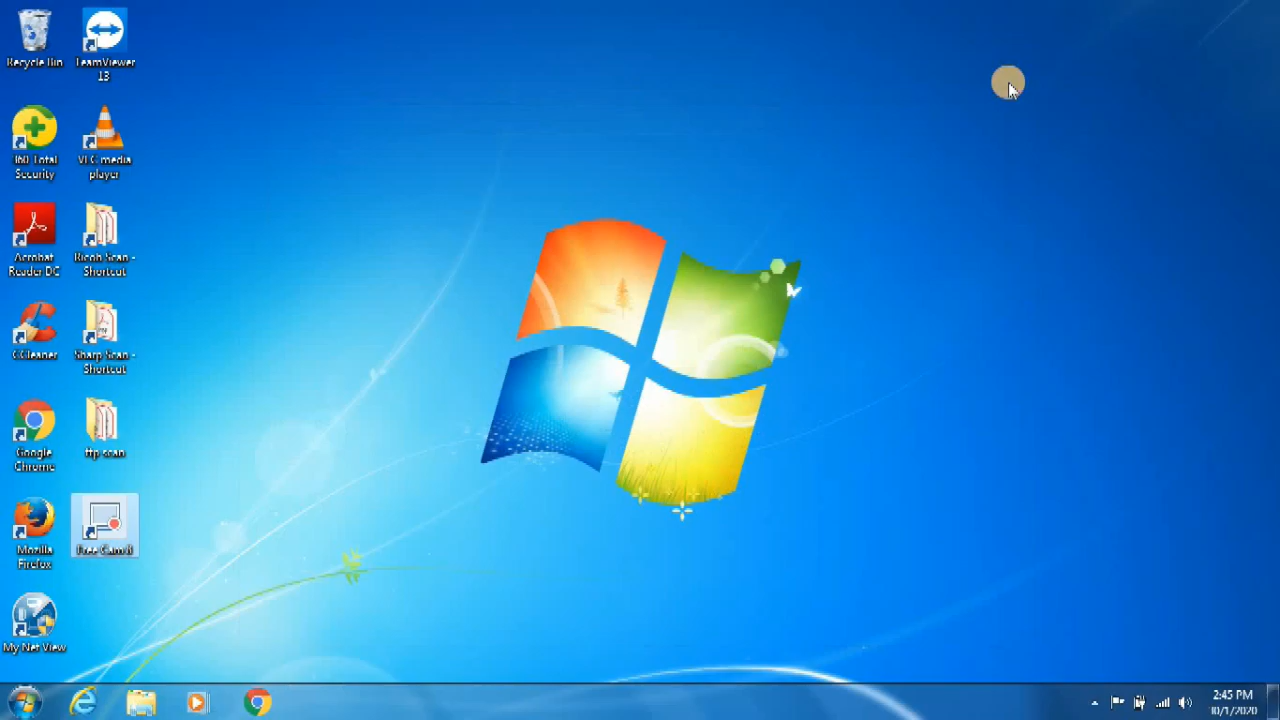 Recycle Bin
TeamViewer
13
360 Total
Security
VLC media
player
Acrobat
Reader DC
Ricoh Scan -
Shortcut
CCleaner
Sharp Scan -
Shortcut
Google
Chrome
ftp scan
Mozilla
Firefox
Free Cam 8
My Net View
2:45 PM
10/1/2020